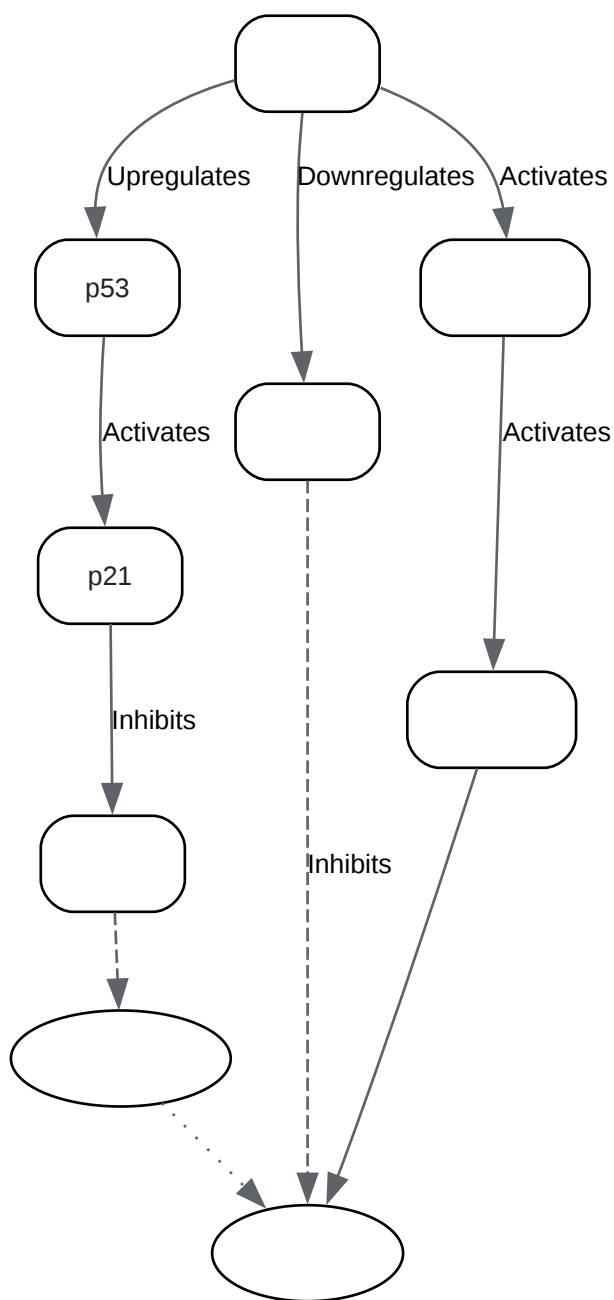 Upregulates
Downregulates
Activates
p53
Activates
Activates
p21
Inhibits
Inhibits